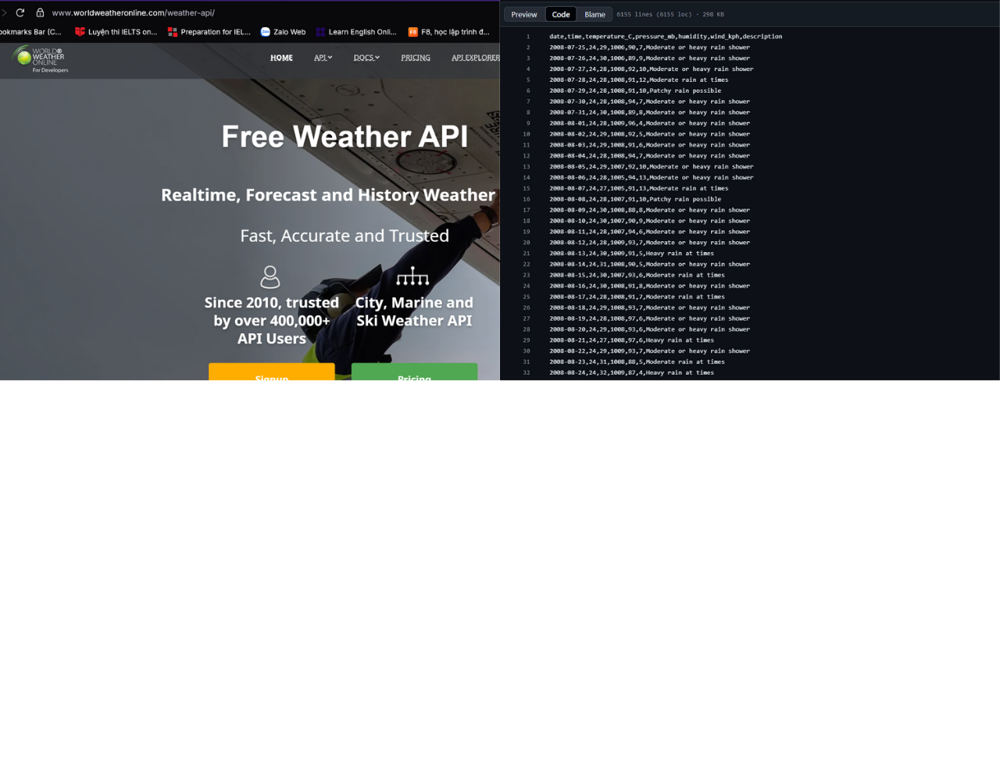 www.worldweatheronline.com/weather-api/
ookmarks Bar (C...
Luyện thi IELTS on...
Preparation for IEL...
Zalo Web
Learn English Onli...
F8, học lập trình đ...
WORLD
WEATHER
ONLINE
For Developers
HOME
API
DOCS
PRICING
API EXPLORER
Free Weather API
Realtime, Forecast and History Weather
Fast, Accurate and Trusted
Since 2010, trusted
by over 400,000+
API Users
City, Marine and
Ski Weather API
Signup
Pricing
Preview Code Blame 6155 lines (6155 loc) · 298 KB
1 date,time,temperature_C,pressure_mb,humidity,wind_kph,description
2 2008-07-25,24,29,1006,90,7,Moderate or heavy rain shower
3 2008-07-26,24,30,1006,89,9,Moderate or heavy rain shower
4 2008-07-27,24,28,1008,92,10,Moderate or heavy rain shower
5 2008-07-28,24,28,1008,91,12,Moderate rain at times
6 2008-07-29,24,28,1008,91,10,Patchy rain possible
7 2008-07-30,24,28,1008,94,7,Moderate or heavy rain shower
8 2008-07-31,24,30,1008,89,8,Moderate or heavy rain shower
9 2008-08-01,24,28,1009,96,4,Moderate or heavy rain shower
10 2008-08-02,24,29,1008,92,5,Moderate or heavy rain shower
11 2008-08-03,24,29,1008,91,6,Moderate or heavy rain shower
12 2008-08-04,24,28,1008,94,7,Moderate or heavy rain shower
13 2008-08-05,24,29,1007,92,10,Moderate or heavy rain shower
14 2008-08-06,24,28,1005,94,13,Moderate or heavy rain shower
15 2008-08-07,24,27,1005,91,13,Moderate rain at times
16 2008-08-08,24,28,1007,91,10,Patchy rain possible
17 2008-08-09,24,30,1008,88,8,Moderate or heavy rain shower
18 2008-08-10,24,30,1007,90,9,Moderate or heavy rain shower
19 2008-08-11,24,28,1007,94,6,Moderate or heavy rain shower
20 2008-08-12,24,28,1009,93,7,Moderate or heavy rain shower
21 2008-08-13,24,30,1009,91,5,Heavy rain at times
22 2008-08-14,24,31,1008,90,5,Moderate or heavy rain shower
23 2008-08-15,24,30,1007,93,6,Moderate rain at times
24 2008-08-16,24,30,1008,91,8,Moderate or heavy rain shower
25 2008-08-17,24,28,1008,91,7,Moderate rain at times
26 2008-08-18,24,29,1008,93,7,Moderate or heavy rain shower
27 2008-08-19,24,28,1008,97,6,Moderate or heavy rain shower
28 2008-08-20,24,29,1008,93,6,Moderate or heavy rain shower
29 2008-08-21,24,27,1008,97,6,Heavy rain at times
30 2008-08-22,24,29,1009,93,7,Moderate or heavy rain shower
31 2008-08-23,24,31,1008,88,5,Moderate rain at times
32 2008-08-24,24,32,1009,87,4,Heavy rain at times